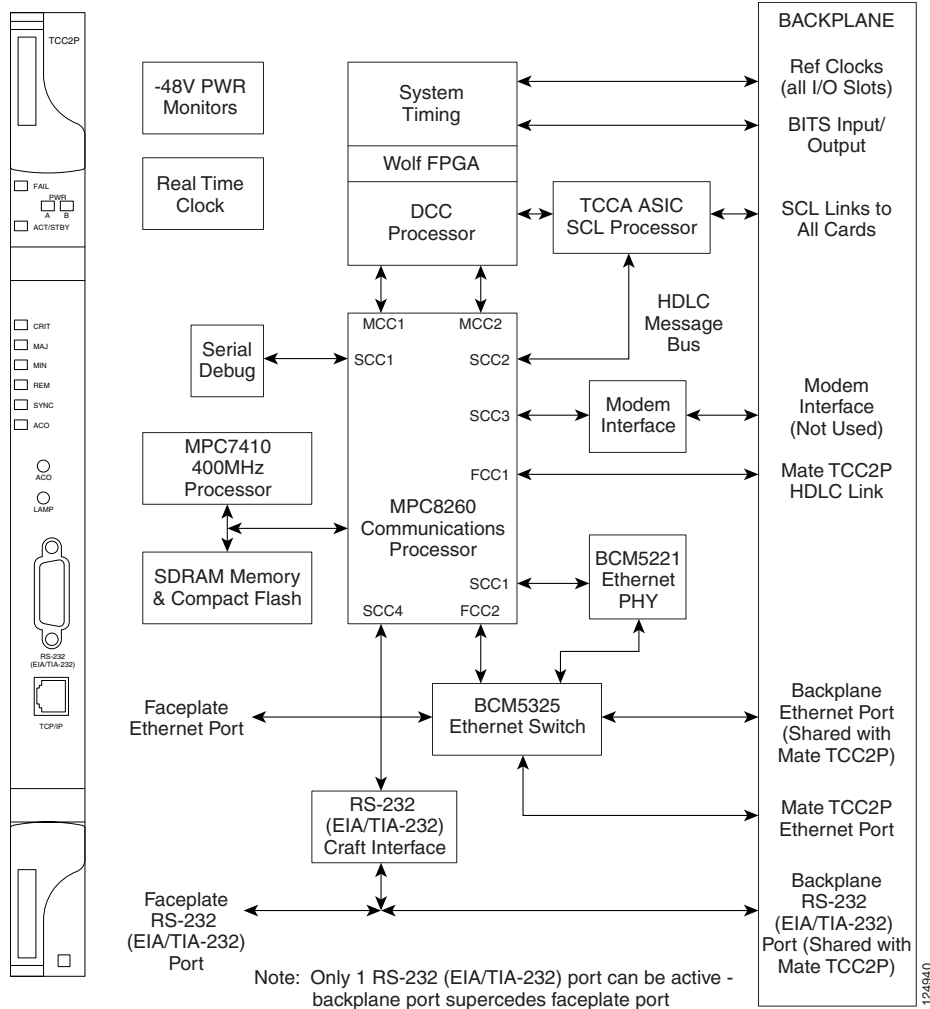 TCC2P
FAIL
PWR
A B
ACT/STBY
CRIT
MAJ
MIN
REM
SYNC
ACO
ACO
LAMP
RS-232
(EIA/TIA-232)
TCP/IP
-48V PWR
Monitors
Real Time
Clock
System
Timing
Wolf FPGA
DCC
Processor
TCCA ASIC
SCL Processor
HDLC
Message
Bus
Serial
Debug
MCC1
MCC2
SCC1
SCC2
SCC3
FCC1
MPC8260
Communications
Processor
SCC1
SCC4
FCC2
Modem
Interface
MPC7410
400MHz
Processor
SDRAM Memory
& Compact Flash
BCM5221
Ethernet
PHY
Faceplate
Ethernet Port
BCM5325
Ethernet Switch
RS-232
(EIA/TIA-232)
Craft Interface
Faceplate
RS-232
(EIA/TIA-232)
Port
BACKPLANE
Ref Clocks
(all I/O Slots)
BITS Input/
Output
SCL Links to
All Cards
Modem
Interface
(Not Used)
Mate TCC2P
HDLC Link
Backplane
Ethernet Port
(Shared with
Mate TCC2P)
Mate TCC2P
Ethernet Port
Backplane
RS-232
(EIA/TIA-232)
Port (Shared with
Mate TCC2P)
Note: Only 1 RS-232 (EIA/TIA-232) port can be active -
backplane port supercedes faceplate port
124940